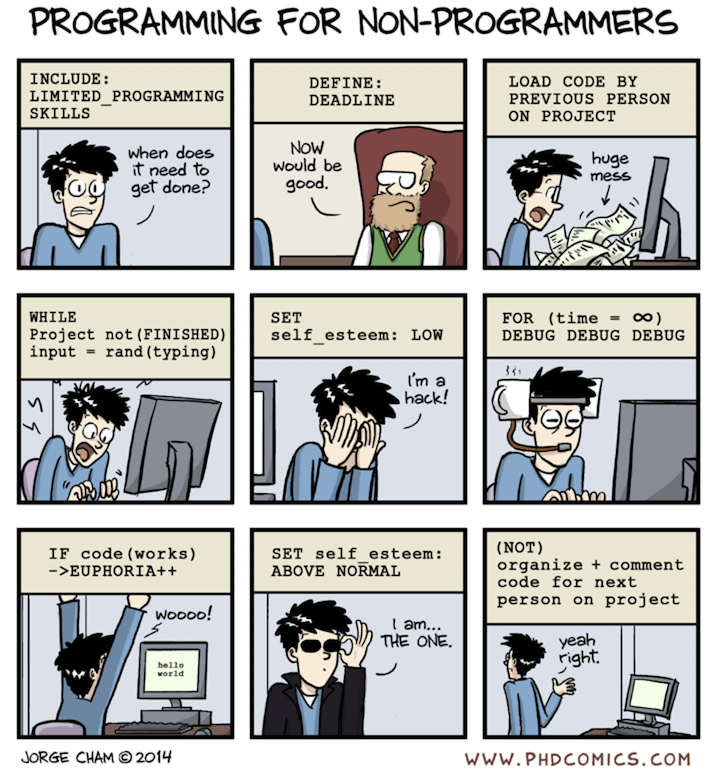 PROGRAMMING FOR NON-PROGRAMMERS
INCLUDE:
LIMITED_PROGRAMMING
SKILLS
when does
it need to
get done?
DEFINE:
DEADLINE
NOW
would be
good.
LOAD CODE BY
PREVIOUS PERSON
ON PROJECT
huge
mess
WHILE
Project not(FINISHED)
input = rand(typing)
SET
self_esteem: LOW
I'm a
hack!
FOR (time = ∞)
DEBUG DEBUG DEBUG
IF code(works)
->EUPHORIA++
woooo!
hello
world
SET self_esteem:
ABOVE NORMAL
I am...
THE ONE.
(NOT)
organize + comment
code for next
person on project
yeah
right.
JORGE CHAM © 2014
WWW.PHDCOMICS.COM